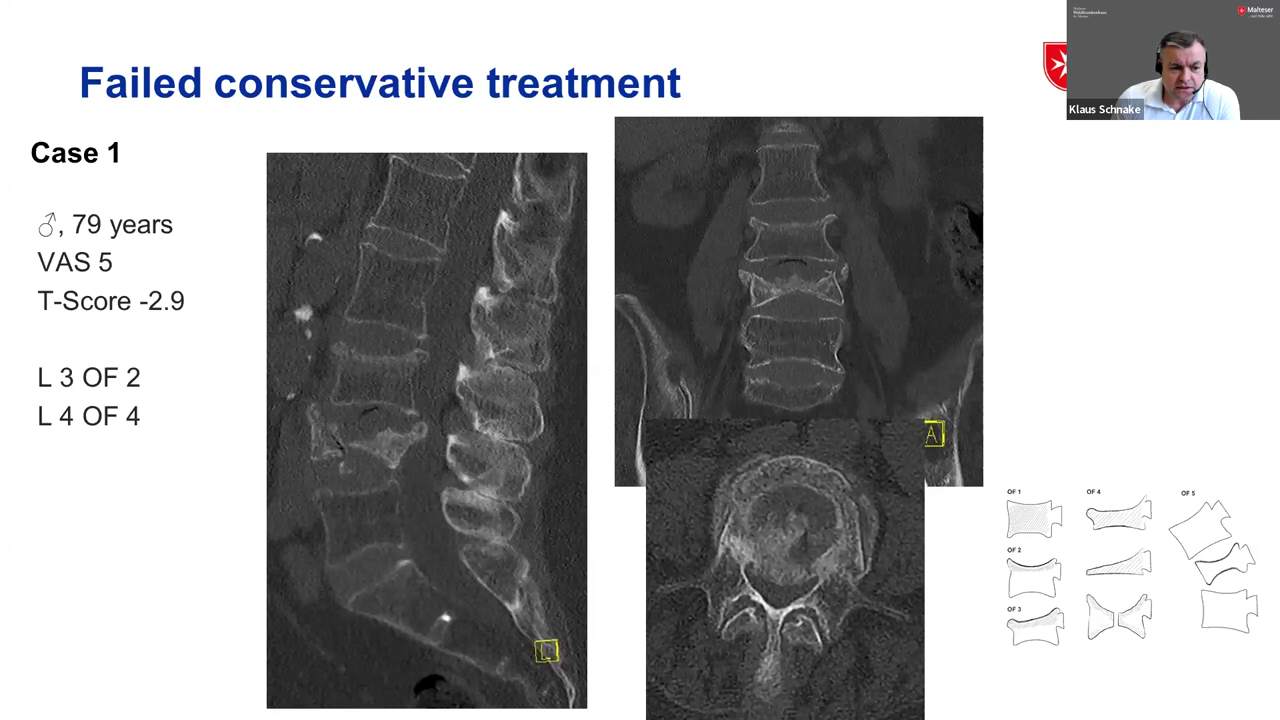 Failed conservative treatment
Case 1
♂, 79 years
VAS 5
T-Score -2.9
L 3 OF 2
L 4 OF 4
L
A
OF 1
OF 4
OF 5
OF 2
OF 3
Malteser
Klaus Schnake